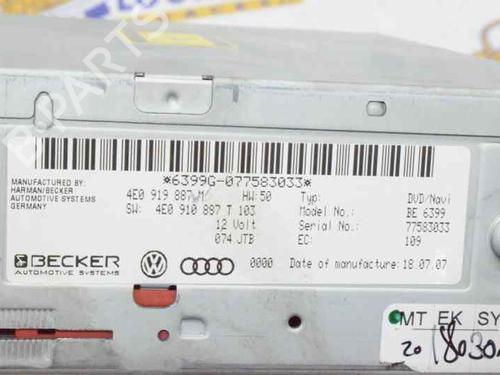 *6399G-077583033*
MANUFACTURED BY:
HARMAN/BECKER
AUTOMOTIVE SYSTEMS
GERMANY
4E0 919 887 M HW:50 Typ: DVD/Navi
SW: 4E0 910 887 T 103 Model No.: BE 6399
12 Volt Serial No.: 77583033
074 JTB EC: 109
BECKER
AUTOMOTIVE SYSTEMS
0000 Date of manufacture: 18.07.07
MT EK SY